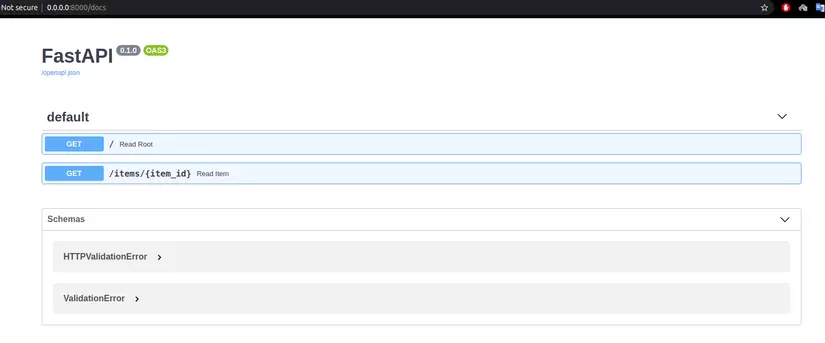 Not secure | 0.0.0.0:8000/docs
FastAPI 0.1.0 OAS3
/openapi.json
default
GET / Read Root
GET /items/{item_id} Read Item
Schemas
HTTPValidationError
ValidationError